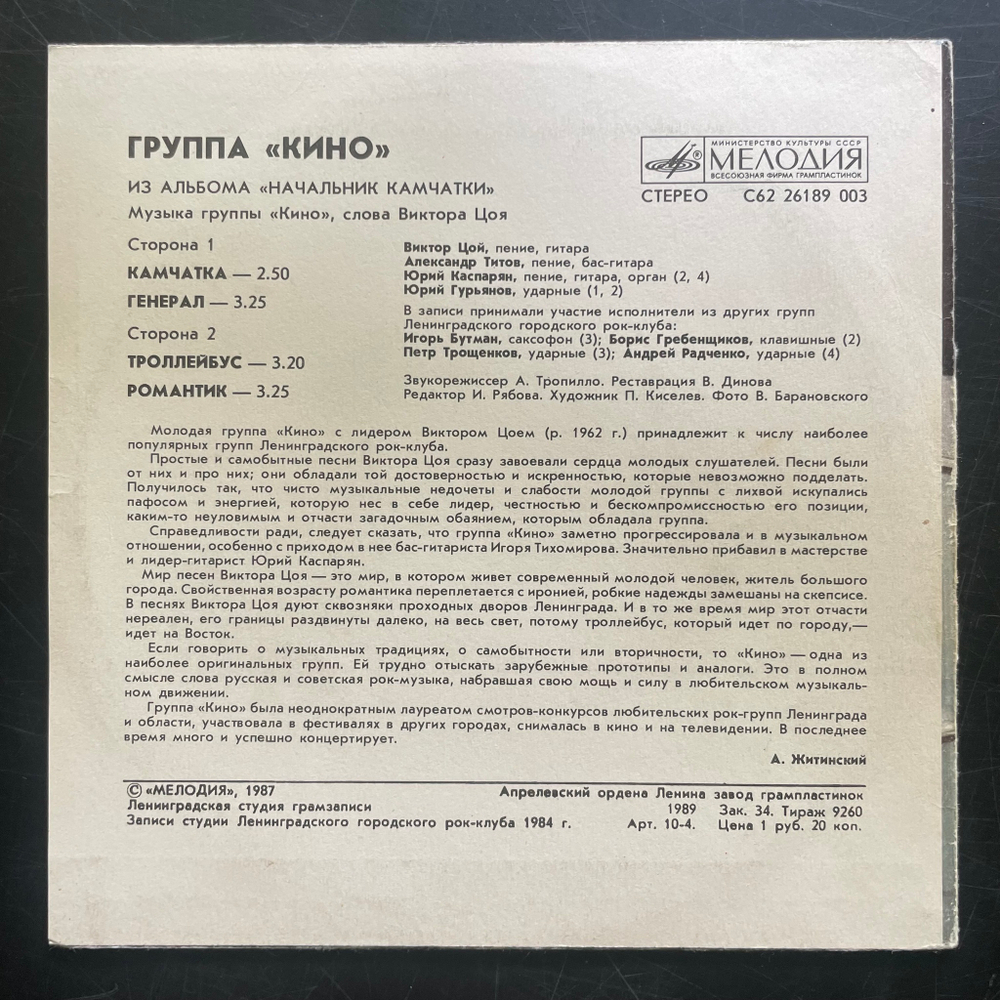 ГРУППА «КИНО»
ИЗ АЛЬБОМА «НАЧАЛЬНИК КАМЧАТКИ»
Музыка группы «Кино», слова Виктора Цоя
МИНИСТЕРСТВО КУЛЬТУРЫ СССР
МЕЛОДИЯ
ВСЕСОЮЗНАЯ ФИРМА ГРАМПЛАСТИНОК
СТЕРЕО С62 26189 003
Сторона 1
КАМЧАТКА — 2.50
ГЕНЕРАЛ — 3.25
Сторона 2
ТРОЛЛЕЙБУС — 3.20
РОМАНТИК — 3.25
Виктор Цой, пение, гитара
Александр Титов, пение, бас-гитара
Юрий Каспарян, пение, гитара, орган (2, 4)
Юрий Гурьянов, ударные (1, 2)
В записи принимали участие исполнители из других групп
Ленинградского городского рок-клуба:
Игорь Бутман, саксофон (3); Борис Гребенщиков, клавишные (2)
Петр Трощенков, ударные (3); Андрей Радченко, ударные (4)
Звукорежиссер А. Тропилло. Реставрация В. Динова
Редактор И. Рябова. Художник П. Киселев. Фото В. Барановского
Молодая группа «Кино» с лидером Виктором Цоем (р. 1962 г.) принадлежит к числу наиболее
популярных групп Ленинградского рок-клуба.
Простые и самобытные песни Виктора Цоя сразу завоевали сердца молодых слушателей. Песни были
от них и про них; они обладали той достоверностью и искренностью, которые невозможно подделать.
Получилось так, что чисто музыкальные недочеты и слабости молодой группы с лихвой искупались
пафосом и энергией, которую нес в себе лидер, честностью и бескомпромиссностью его позиции,
каким-то неуловимым и отчасти загадочным обаянием, которым обладала группа.
Справедливости ради, следует сказать, что группа «Кино» заметно прогрессировала и в музыкальном
отношении, особенно с приходом в нее бас-гитариста Игоря Тихомирова. Значительно прибавил в мастерстве
и лидер-гитарист Юрий Каспарян.
Мир песен Виктора Цоя — это мир, в котором живет современный молодой человек, житель большого
города. Свойственная возрасту романтика переплетается с иронией, робкие надежды замешаны на скепсисе.
В песнях Виктора Цоя дуют сквозняки проходных дворов Ленинграда. И в то же время мир этот отчасти
нереален, его границы раздвинуты далеко, на весь свет, потому троллейбус, который идет по городу,—
идет на Восток.
Если говорить о музыкальных традициях, о самобытности или вторичности, то «Кино» — одна из
наиболее оригинальных групп. Ей трудно отыскать зарубежные прототипы и аналоги. Это в полном
смысле слова русская и советская рок-музыка, набравшая свою мощь и силу в любительском музыкаль-
ном движении.
Группа «Кино» была неоднократным лауреатом смотров-конкурсов любительских рок-групп Ленинграда
и области, участвовала в фестивалях в других городах, снималась в кино и на телевидении. В последнее
время много и успешно концертирует.
А. Житинский
© «МЕЛОДИЯ», 1987
Ленинградская студия грамзаписи
Записи студии Ленинградского городского рок-клуба 1984 г.
Апрелевский ордена Ленина завод грампластинок
1989 Зак. 34. Тираж 9260
Арт. 10-4. Цена 1 руб. 20 коп.